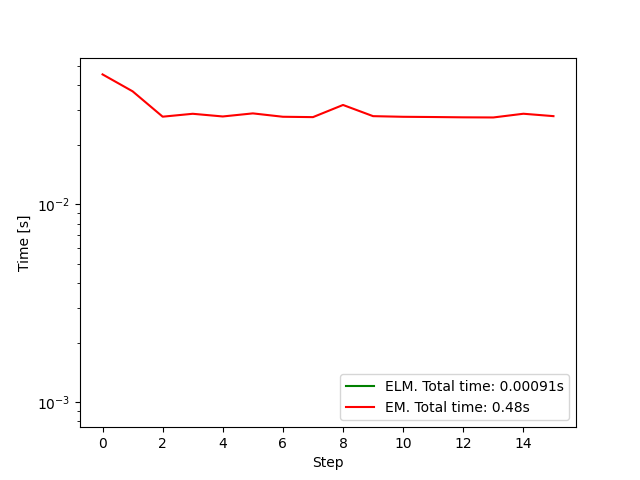 10⁻²
10⁻³
Time [s]
ELM. Total time: 0.00091s
EM. Total time: 0.48s
0 2 4 6 8 10 12 14
Step